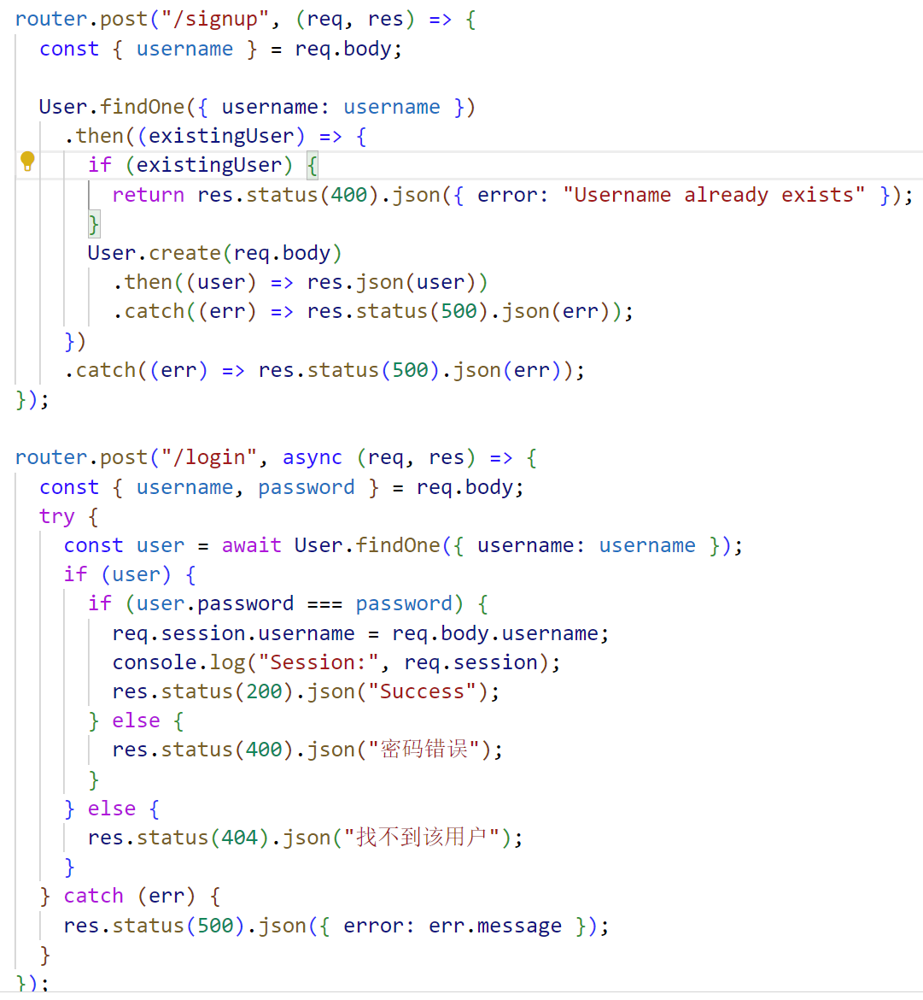 router.post("/signup", (req, res) => {
  const { username } = req.body;

  User.findOne({ username: username })
    .then((existingUser) => {
      if (existingUser) {
        return res.status(400).json({ error: "Username already exists" });
      }
      User.create(req.body)
        .then((user) => res.json(user))
        .catch((err) => res.status(500).json(err));
    })
    .catch((err) => res.status(500).json(err));
});

router.post("/login", async (req, res) => {
  const { username, password } = req.body;
  try {
    const user = await User.findOne({ username: username });
    if (user) {
      if (user.password === password) {
        req.session.username = req.body.username;
        console.log("Session:", req.session);
        res.status(200).json("Success");
      } else {
        res.status(400).json("密码错误");
      }
    } else {
      res.status(404).json("找不到该用户");
    }
  } catch (err) {
    res.status(500).json({ error: err.message });
  }
});